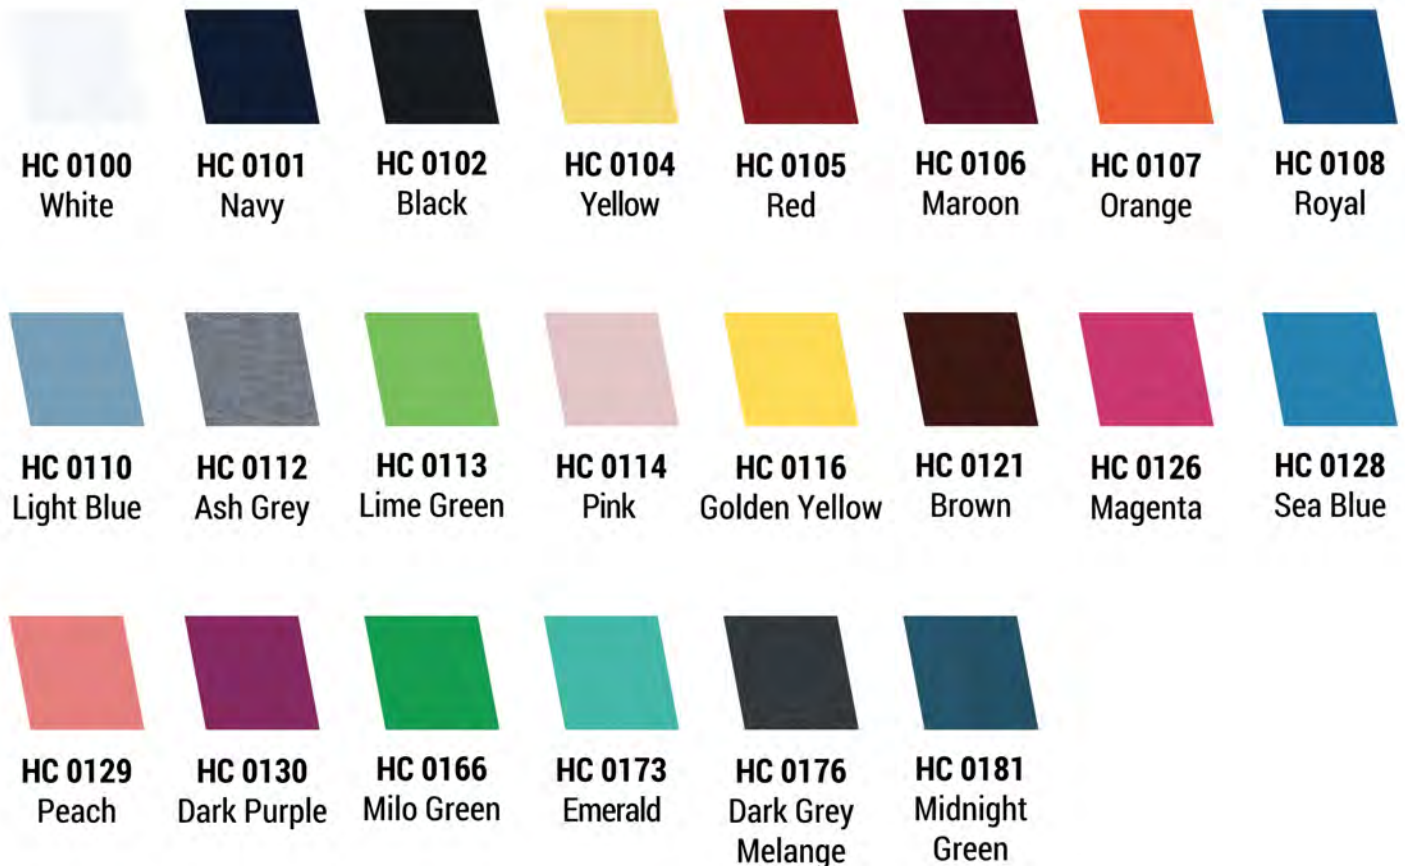 HC 0100
White
HC 0101
Navy
HC 0102
Black
HC 0104
Yellow
HC 0105
Red
HC 0106
Maroon
HC 0107
Orange
HC 0108
Royal
HC 0110
Light Blue
HC 0112
Ash Grey
HC 0113
Lime Green
HC 0114
Pink
HC 0116
Golden Yellow
HC 0121
Brown
HC 0126
Magenta
HC 0128
Sea Blue
HC 0129
Peach
HC 0130
Dark Purple
HC 0166
Milo Green
HC 0173
Emerald
HC 0176
Dark Grey
Melange
HC 0181
Midnight
Green